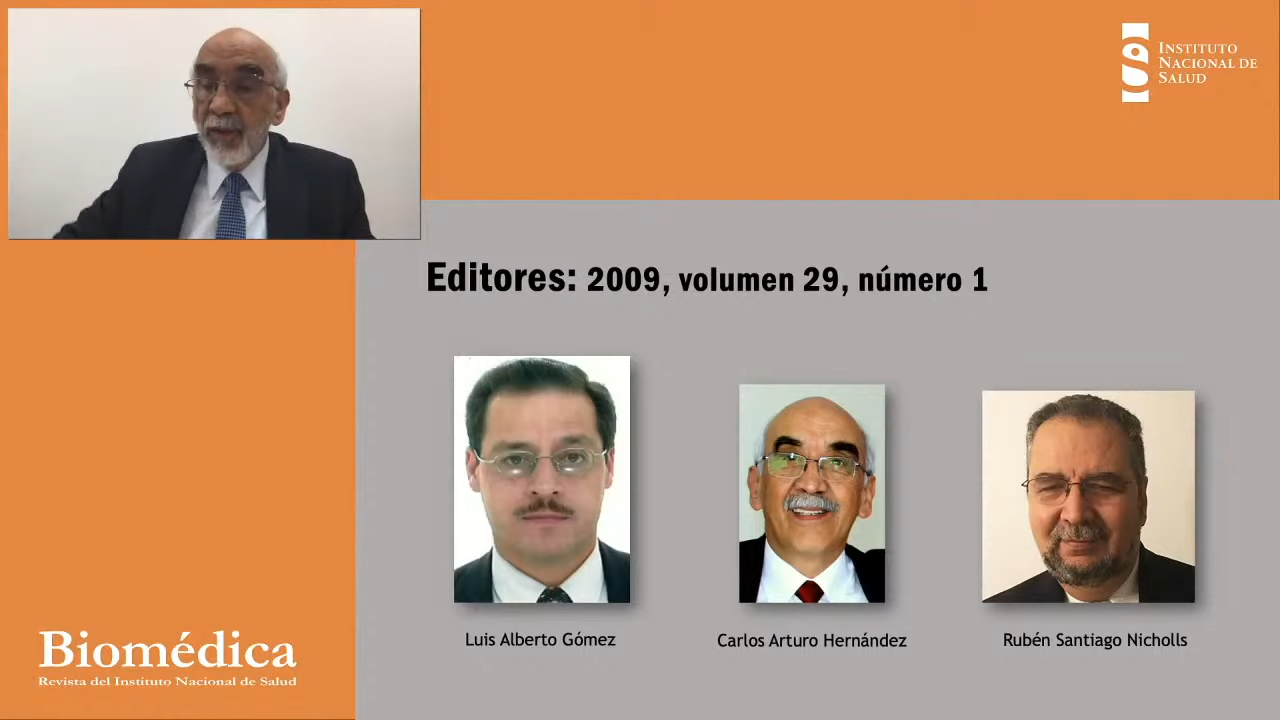 INSTITUTO
NACIONAL DE
SALUD
Editores: 2009, volumen 29, número 1
Luis Alberto Gómez
Carlos Arturo Hernández
Rubén Santiago Nicholls
Biomédica
Revista del Instituto Nacional de Salud